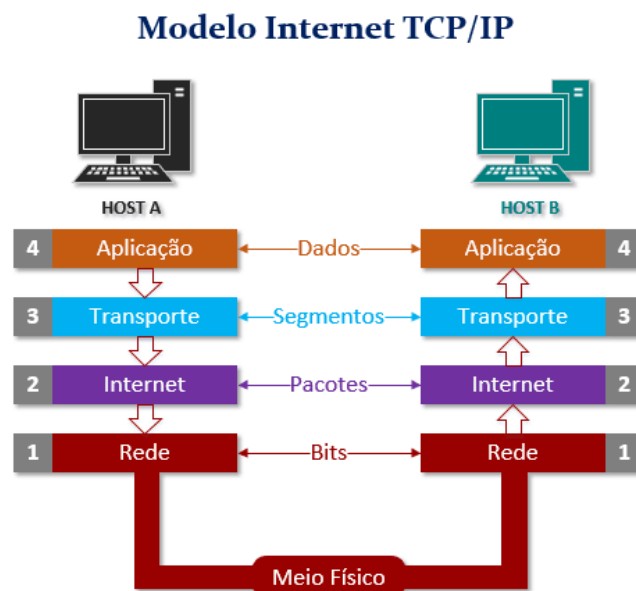 Modelo Internet TCP/IP
HOST A HOST B
4 Aplicação Dados Aplicação 4
3 Transporte Segmentos Transporte 3
2 Internet Pacotes Internet 2
1 Rede Bits Rede 1
Meio Físico